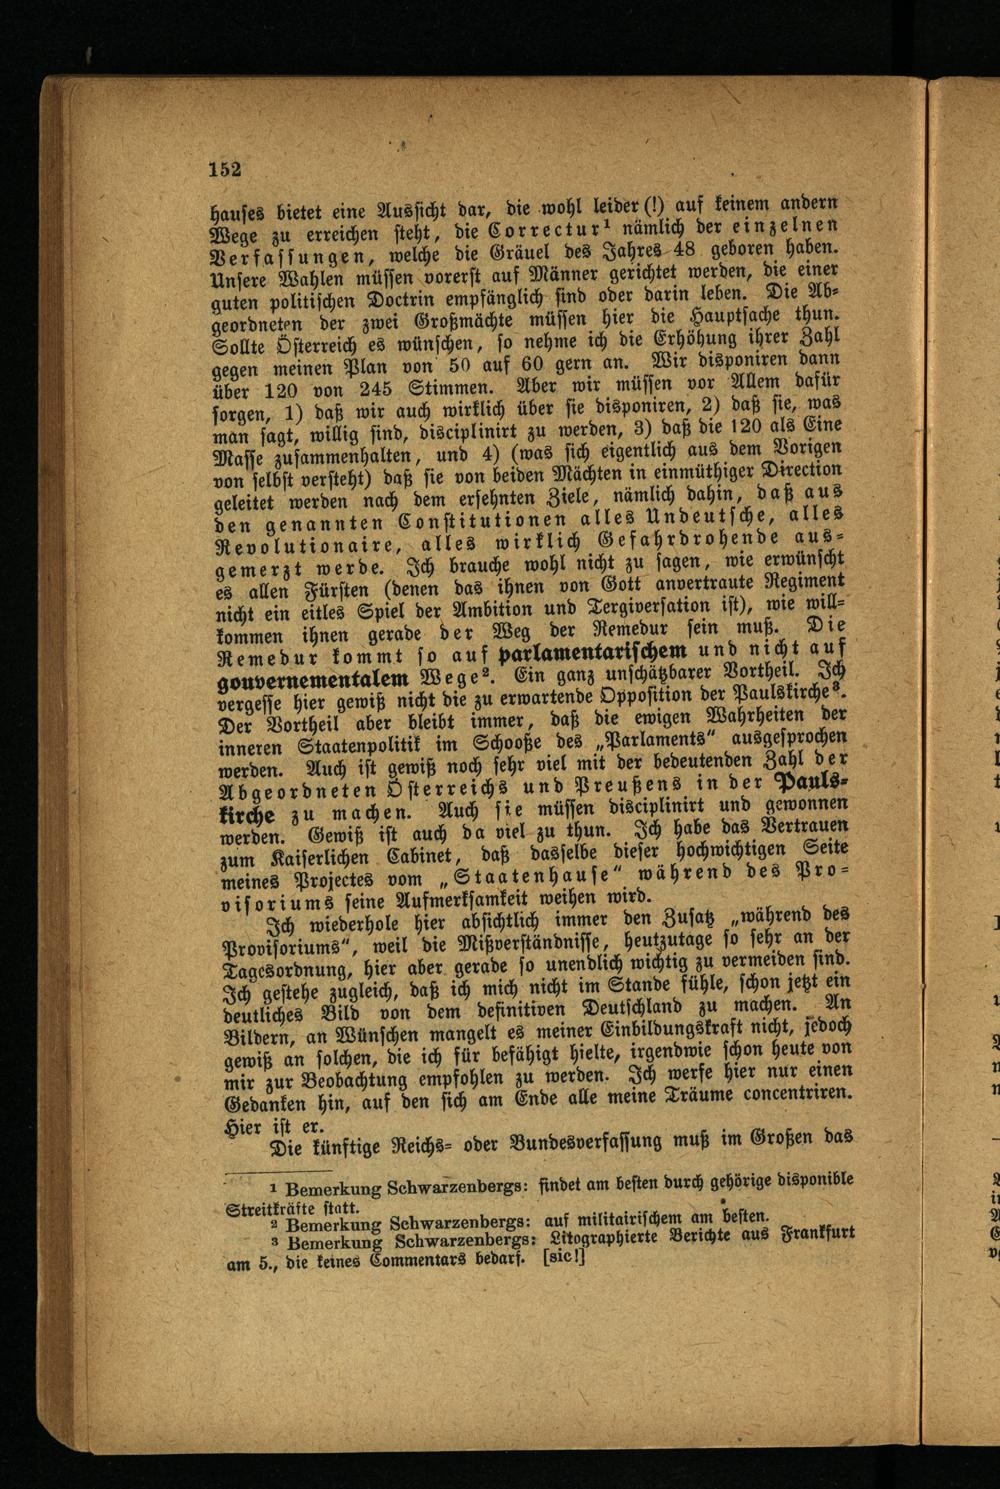 152
hauses bietet eine Aussicht dar, die wohl leider (!) auf keinem andern
Wege zu erreichen steht, die Correctur¹ nämlich der einzelnen
Verfassungen, welche die Gräuel des Jahres 48 geboren haben.
Unsere Wahlen müssen vorerst auf Männer gerichtet werden, die einer
guten politischen Doctrin empfänglich sind oder darin leben. Die Ab-
geordneten der zwei Großmächte müssen hier die Hauptsache thun.
Sollte Österreich es wünschen, so nehme ich die Erhöhung ihrer Zahl
gegen meinen Plan von 50 auf 60 gern an. Wir disponiren dann
über 120 von 245 Stimmen. Aber wir müssen vor Allem dafür
sorgen, 1) daß wir auch wirklich über sie disponiren, 2) daß sie, was
man sagt, willig sind, disciplinirt zu werden, 3) daß die 120 als Eine
Masse zusammenhalten, und 4) (was sich eigentlich aus dem Vorigen
von selbst versteht) daß sie von beiden Mächten in einmüthiger Direction
geleitet werden nach dem ersehnten Ziele, nämlich dahin, daß aus
den genannten Constitutionen alles Undeutsche, alles
Revolutionaire, alles wirklich Gefahrdrohende aus-
gemerzt werde. Ich brauche wohl nicht zu sagen, wie erwünscht
es allen Fürsten (denen das ihnen von Gott anvertraute Regiment
nicht ein eitles Spiel der Ambition und Tergiversation ist), wie will-
kommen ihnen gerade der Weg der Remedur sein muß. Die
Remedur kommt so auf parlamentarischem und nicht auf
gouvernementalem Wege². Ein ganz unschätzbarer Vortheil. Ich
vergesse hier gewiß nicht die zu erwartende Opposition der Paulskirche³.
Der Vortheil aber bleibt immer, daß die ewigen Wahrheiten der
inneren Staatenpolitik im Schooße des „Parlaments“ ausgesprochen
werden. Auch ist gewiß noch sehr viel mit der bedeutenden Zahl der
Abgeordneten Österreichs und Preußens in der Pauls-
kirche zu machen. Auch sie müssen disciplinirt und gewonnen
werden. Gewiß ist auch da viel zu thun. Ich habe das Vertrauen
zum Kaiserlichen Cabinet, daß dasselbe dieser hochwichtigen Seite
meines Projectes vom „Staatenhause“ während des Pro-
visoriums seine Aufmerksamkeit weihen wird.
Ich wiederhole hier absichtlich immer den Zusatz „während des
Provisoriums“, weil die Mißverständnisse, heutzutage so sehr an der
Tagesordnung, hier aber gerade so unendlich wichtig zu vermeiden sind.
Ich gestehe zugleich, daß ich mich nicht im Stande fühle, schon jetzt ein
deutliches Bild von dem definitiven Deutschland zu machen. An
Bildern, an Wünschen mangelt es meiner Einbildungskraft nicht, jedoch
gewiß an solchen, die ich für befähigt hielte, irgendwie schon heute von
mir zur Beobachtung empfohlen zu werden. Ich werfe hier nur einen
Gedanken hin, auf den sich am Ende alle meine Träume concentriren.
Hier ist er.
Die künftige Reichs- oder Bundesverfassung muß im Großen das
¹ Bemerkung Schwarzenbergs: findet am besten durch gehörige disponible
Streitkräfte statt.
² Bemerkung Schwarzenbergs: auf militairischem am besten.
³ Bemerkung Schwarzenbergs: Litographierte Berichte aus Frankfurt
am 5., die keines Commentars bedarf. [sic!]